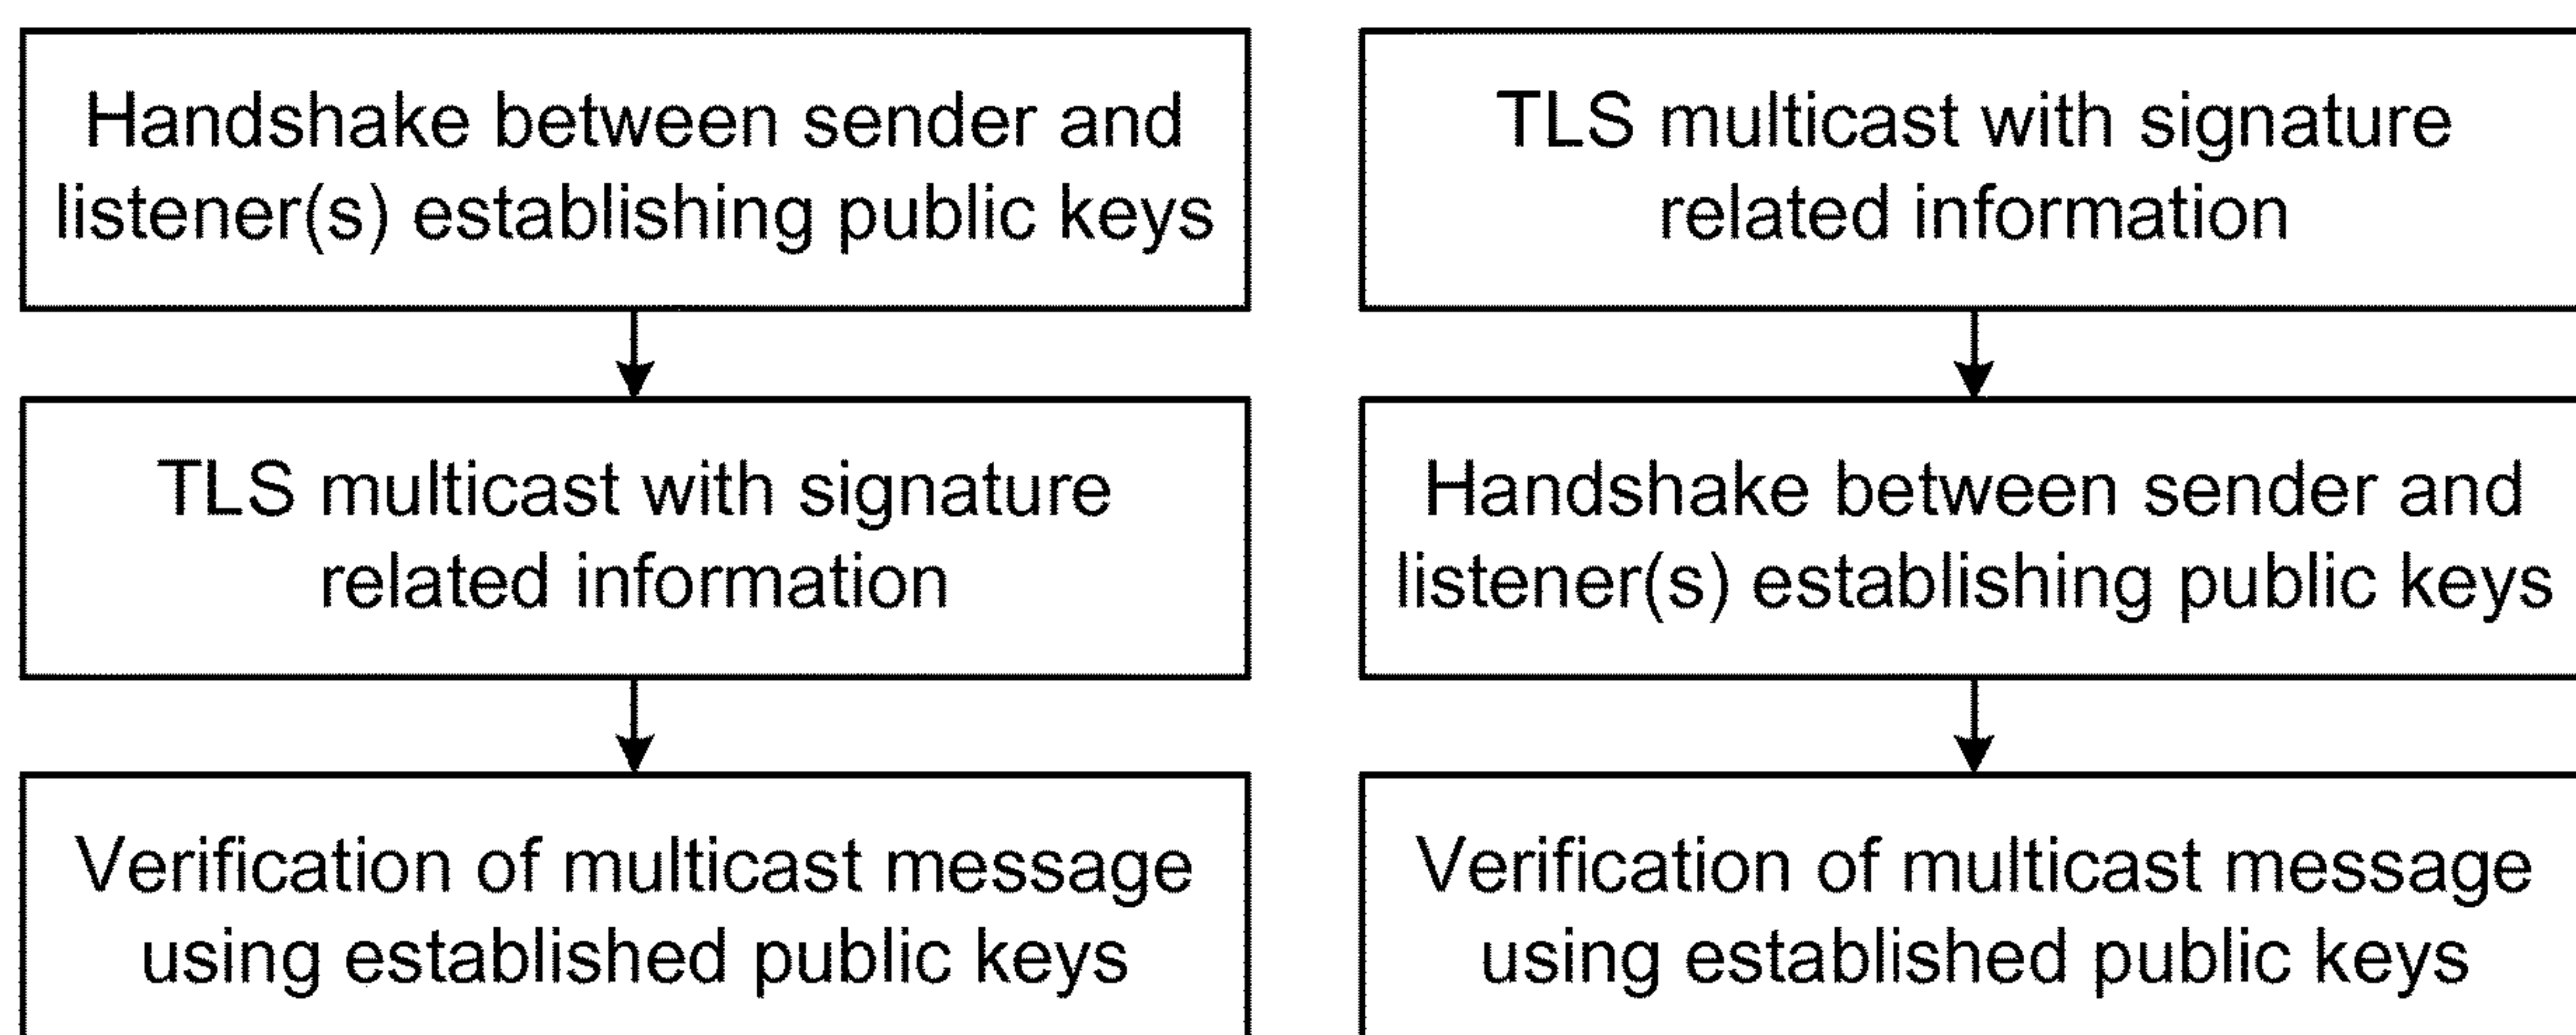 Handshake between sender and
listener(s) establishing public keys
TLS multicast with signature
related information
Verification of multicast message
using established public keys
TLS multicast with signature
related information
Handshake between sender and
listener(s) establishing public keys
Verification of multicast message
using established public keys